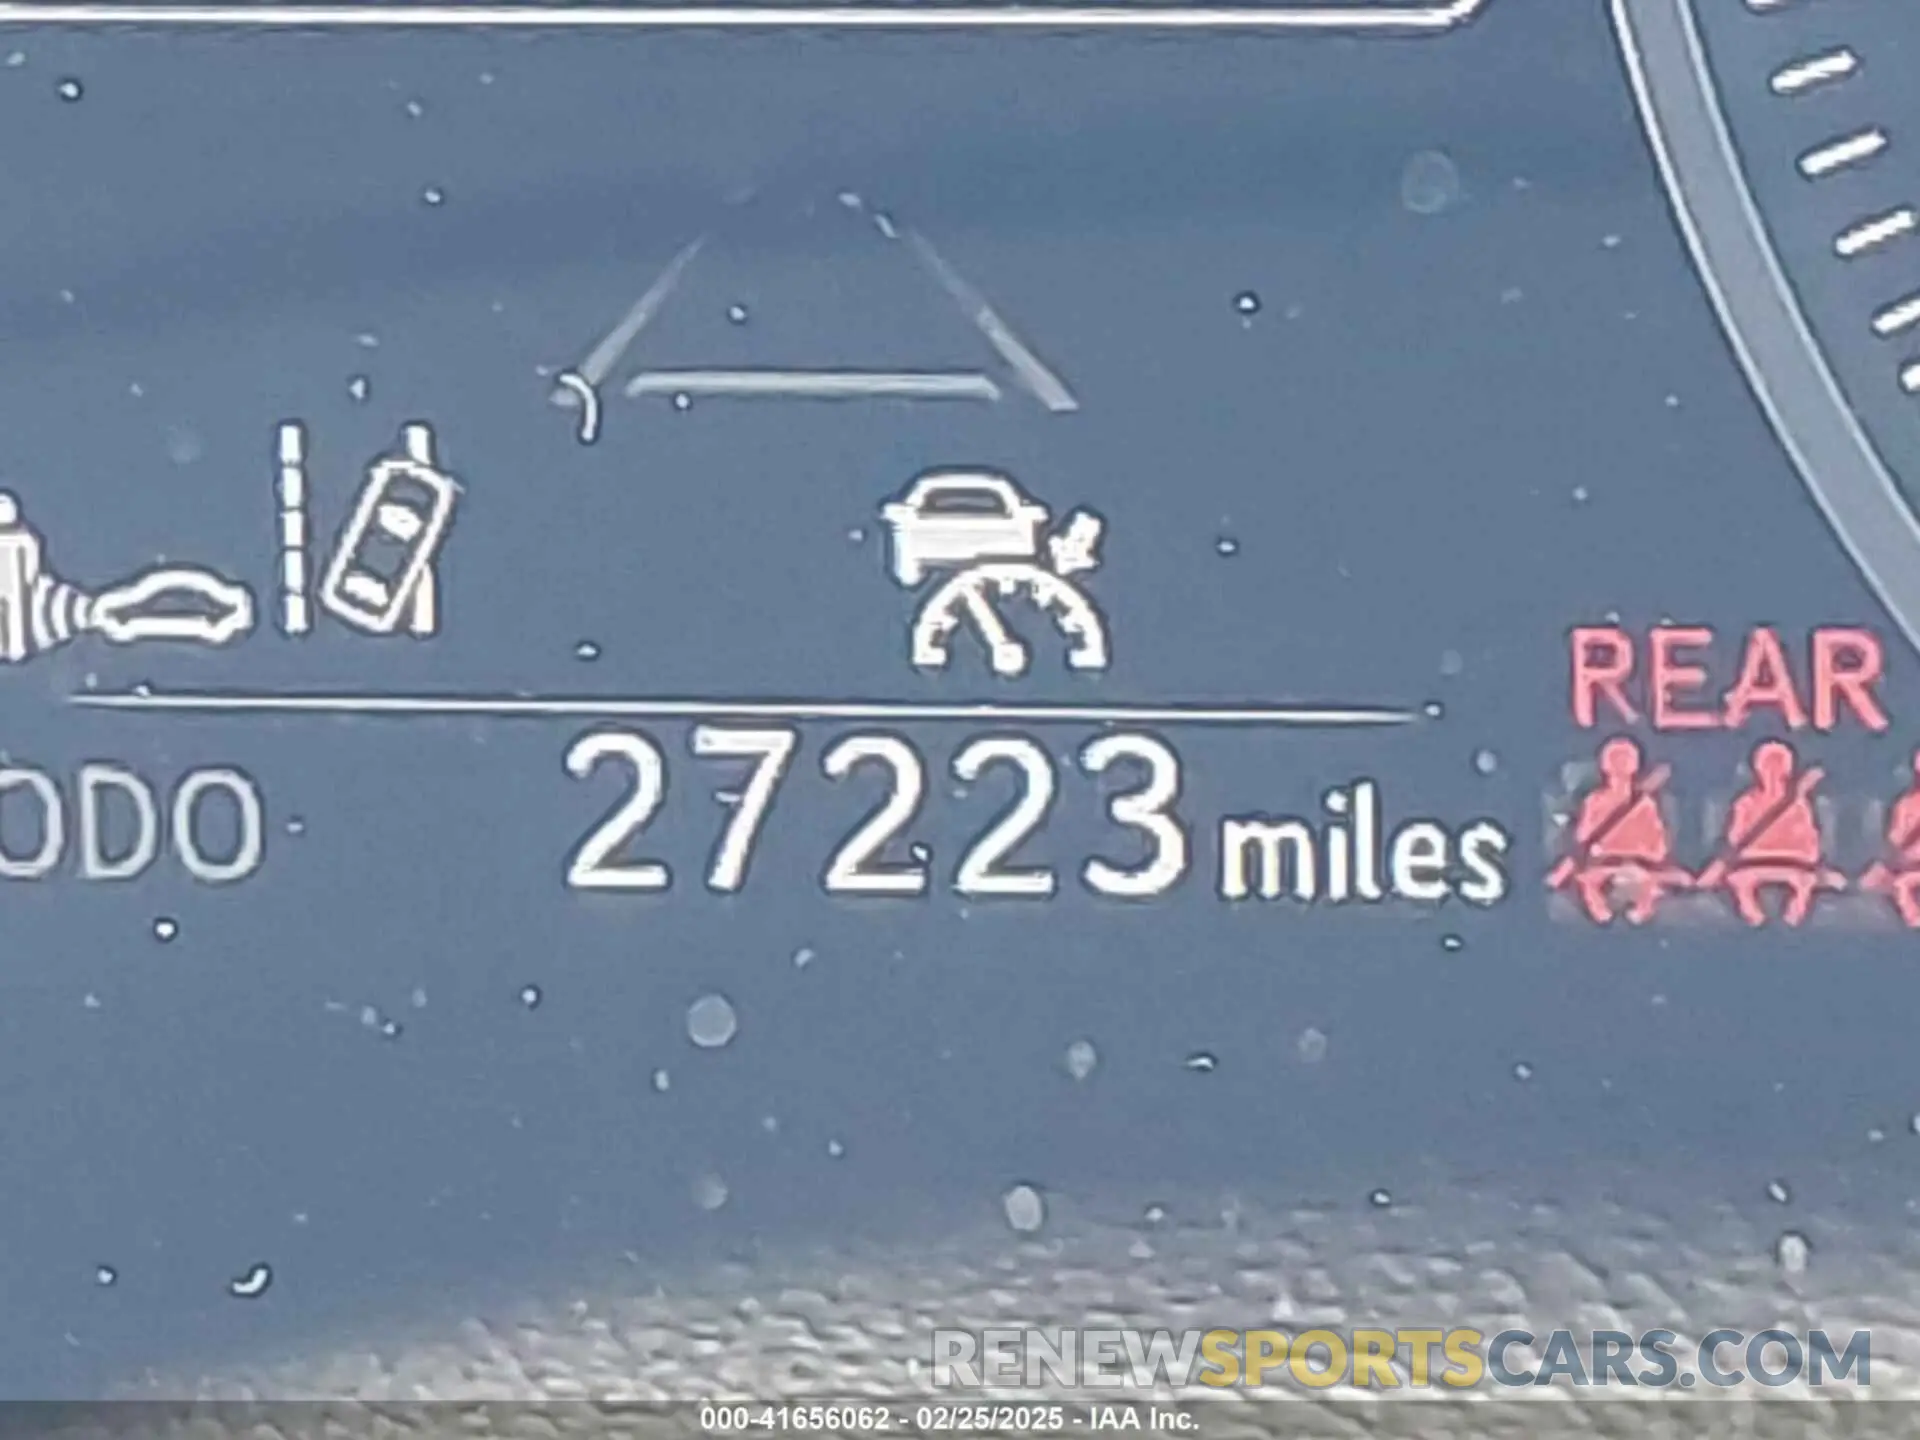 REAR
ODO 27223 miles
RENEWSPORTSCARS.COM
000-41656062 - 02/25/2025 - IAA Inc.